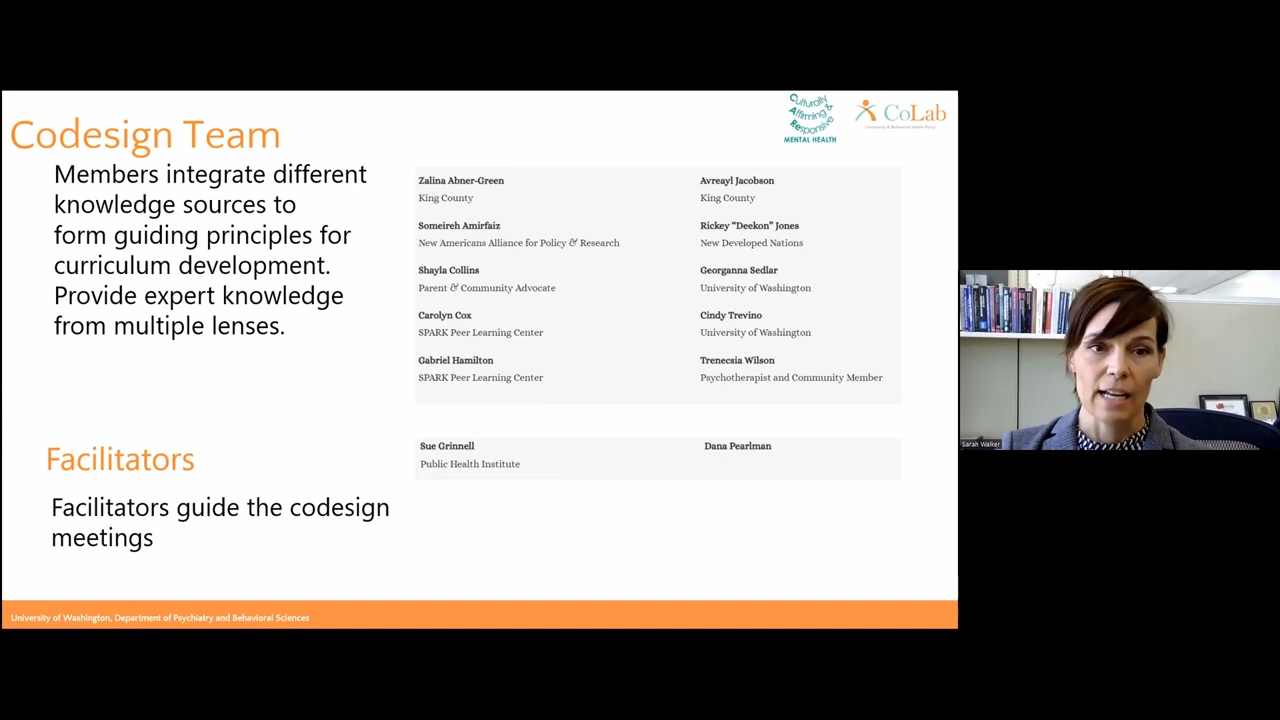 Culturally
Affirming &
Responsive
MENTAL HEALTH
CoLab
Community & Behavioral Health Policy
Codesign Team
Members integrate different
knowledge sources to
form guiding principles for
curriculum development.
Provide expert knowledge
from multiple lenses.
Zalina Abner-Green
King County
Someireh Amirfaiz
New Americans Alliance for Policy & Research
Shayla Collins
Parent & Community Advocate
Carolyn Cox
SPARK Peer Learning Center
Gabriel Hamilton
SPARK Peer Learning Center
Avreayl Jacobson
King County
Rickey “Deekon” Jones
New Developed Nations
Georganna Sedlar
University of Washington
Cindy Trevino
University of Washington
Trenecsia Wilson
Psychotherapist and Community Member
Facilitators
Facilitators guide the codesign
meetings
Sue Grinnell
Public Health Institute
Dana Pearlman
University of Washington, Department of Psychiatry and Behavioral Sciences
Sarah Walker